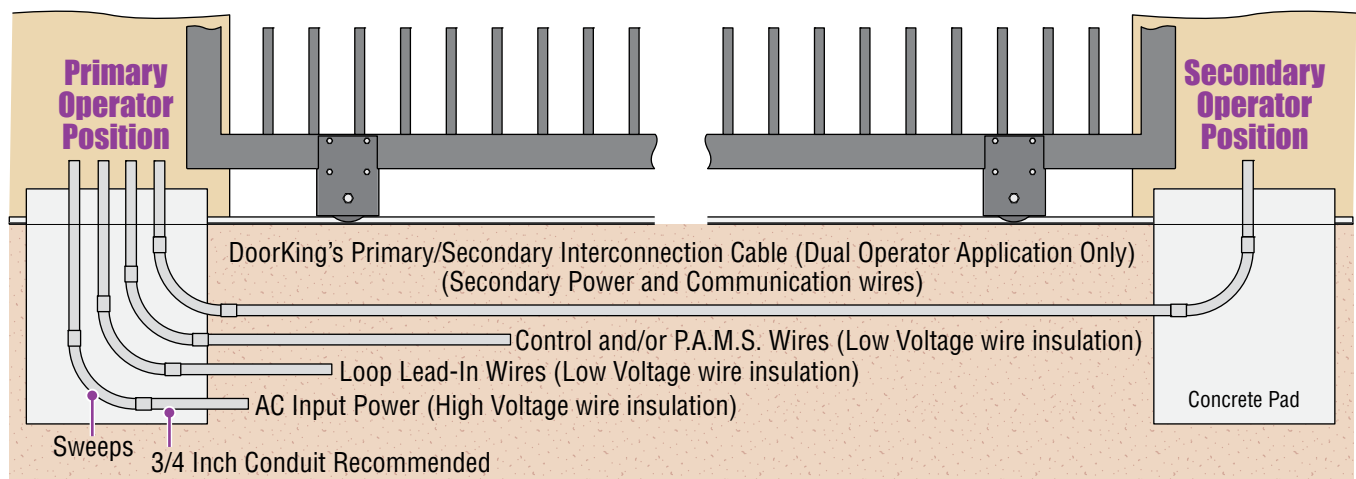 Primary
Operator
Position
Secondary
Operator
Position
DoorKing's Primary/Secondary Interconnection Cable (Dual Operator Application Only)
(Secondary Power and Communication wires)
Control and/or P.A.M.S. Wires (Low Voltage wire insulation)
Loop Lead-In Wires (Low Voltage wire insulation)
AC Input Power (High Voltage wire insulation)
Concrete Pad
Sweeps
3/4 Inch Conduit Recommended